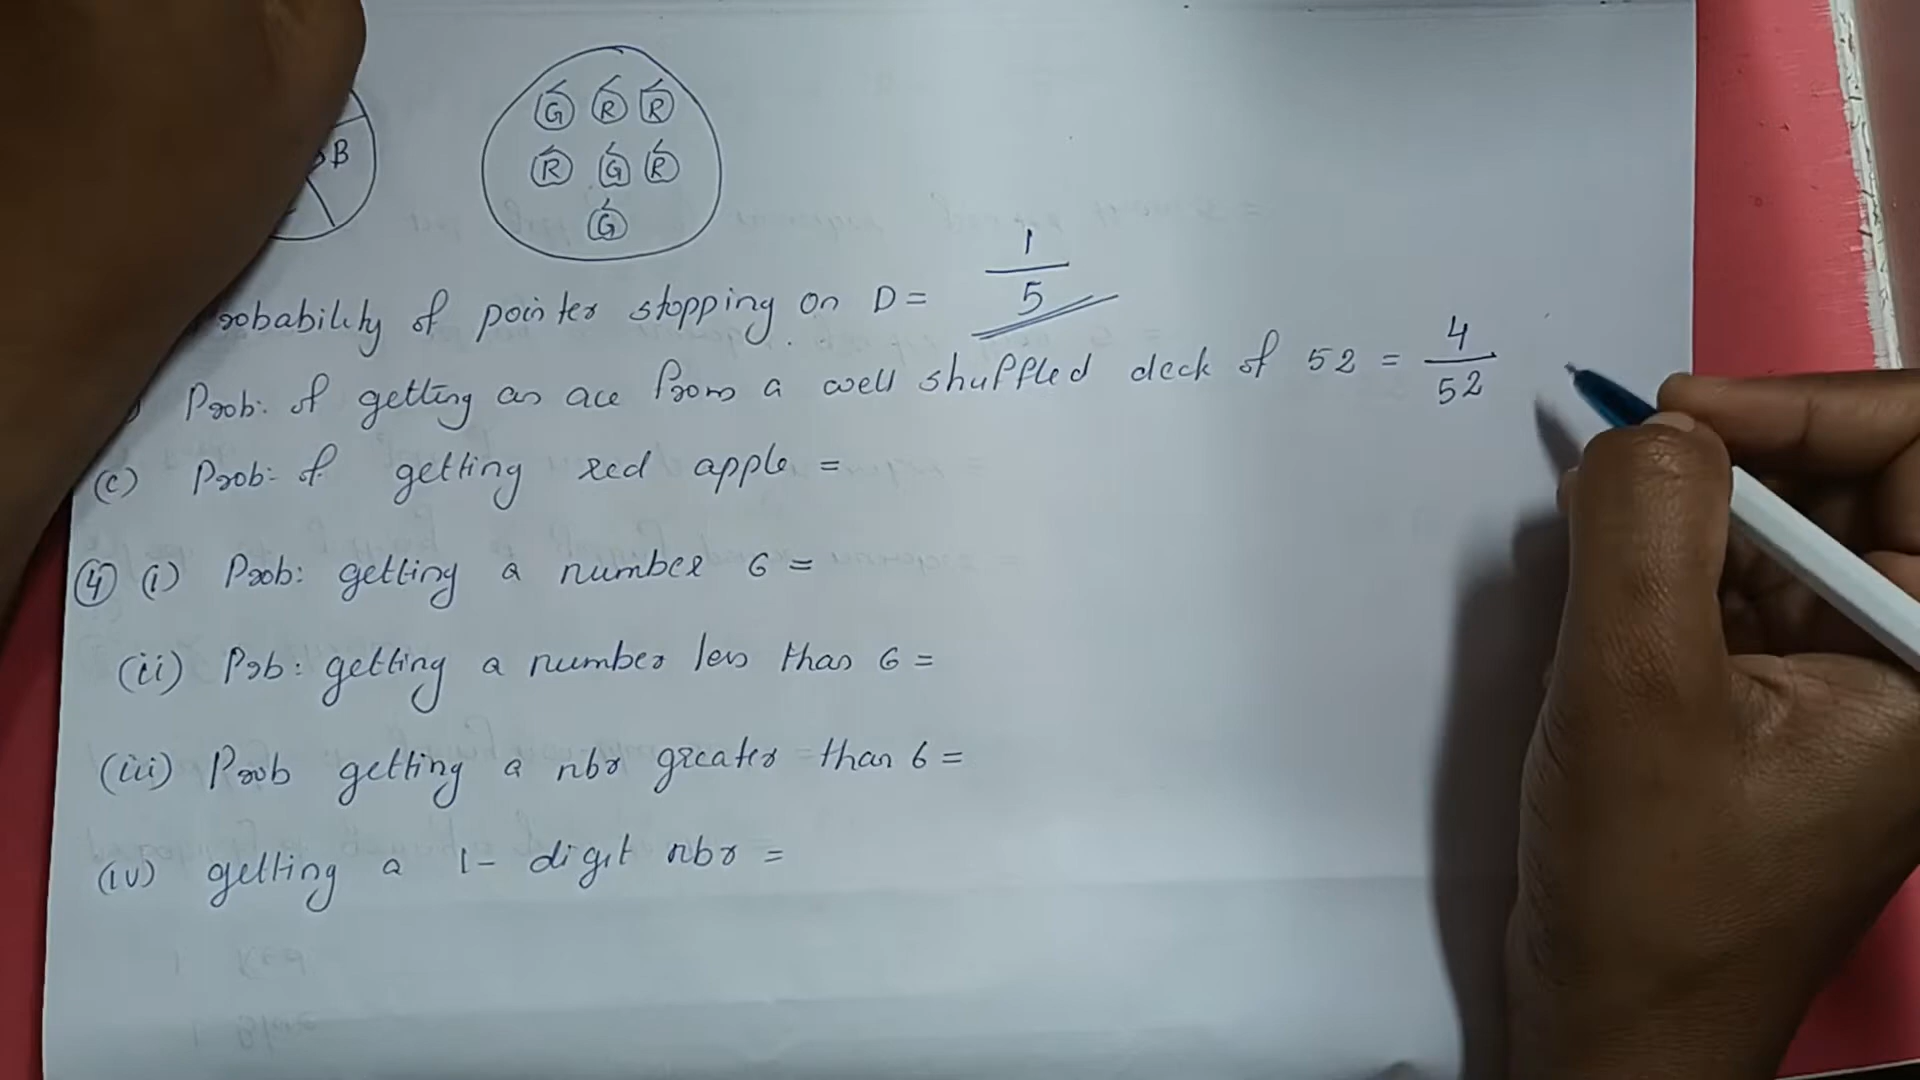 G R R
B
R G R
G
robability of pointer stopping on D = 1/5
Prob: of getting an ace from a well shuffled deck of 52 = 4/52
(c) Prob: of getting red apple =
④ (i) Prob: getting a number 6 =
(ii) Prb: getting a number less than 6 =
(iii) Prob getting a nbr greater than 6 =
(iv) getting a 1- digit nbr =